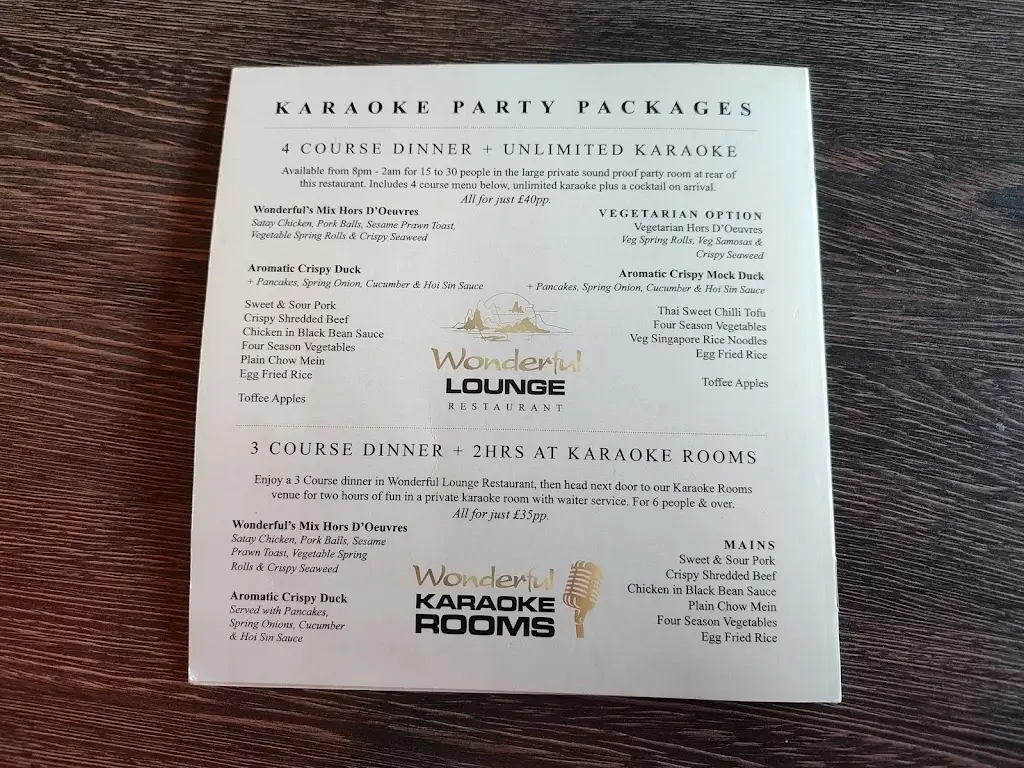 KARAOKE PARTY PACKAGES
4 COURSE DINNER + UNLIMITED KARAOKE
Available from 8pm - 2am for 15 to 30 people in the large private sound proof party room at rear of
this restaurant. Includes 4 course menu below, unlimited karaoke plus a cocktail on arrival.
All for just £40pp.
Wonderful's Mix Hors D'Oeuvres
Satay Chicken, Pork Balls, Sesame Prawn Toast,
Vegetable Spring Rolls & Crispy Seaweed
Aromatic Crispy Duck
+ Pancakes, Spring Onion, Cucumber & Hoi Sin Sauce
Sweet & Sour Pork
Crispy Shredded Beef
Chicken in Black Bean Sauce
Four Season Vegetables
Plain Chow Mein
Egg Fried Rice
Toffee Apples
VEGETARIAN OPTION
Vegetarian Hors D'Oeuvres
Veg Spring Rolls, Veg Samosas &
Crispy Seaweed
Aromatic Crispy Mock Duck
+ Pancakes, Spring Onion, Cucumber & Hoi Sin Sauce
Thai Sweet Chilli Tofu
Four Season Vegetables
Veg Singapore Rice Noodles
Egg Fried Rice
Toffee Apples
Wonderful
LOUNGE
RESTAURANT
3 COURSE DINNER + 2HRS AT KARAOKE ROOMS
Enjoy a 3 Course dinner in Wonderful Lounge Restaurant, then head next door to our Karaoke Rooms
venue for two hours of fun in a private karaoke room with waiter service. For 6 people & over.
All for just £35pp.
Wonderful's Mix Hors D'Oeuvres
Satay Chicken, Pork Balls, Sesame
Prawn Toast, Vegetable Spring
Rolls & Crispy Seaweed
Aromatic Crispy Duck
Served with Pancakes,
Spring Onions, Cucumber
& Hoi Sin Sauce
Wonderful
KARAOKE
ROOMS
MAINS
Sweet & Sour Pork
Crispy Shredded Beef
Chicken in Black Bean Sauce
Plain Chow Mein
Four Season Vegetables
Egg Fried Rice